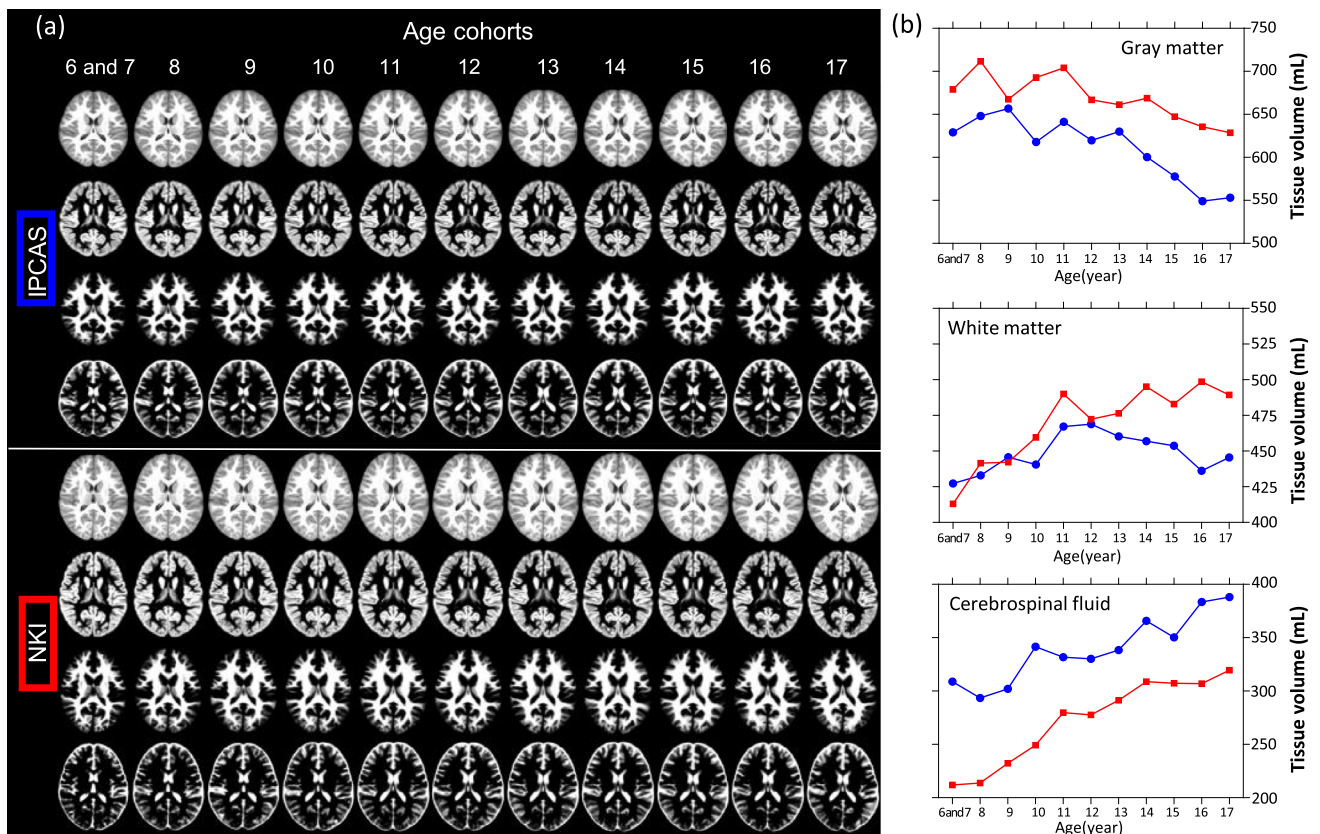 (a)
Age cohorts
6 and 7 8 9 10 11 12 13 14 15 16 17
IPCAS
NKI
(b)
Gray matter
750
700
650
600
550
500
Tissue volume (mL)
6and7 8 9 10 11 12 13 14 15 16 17
Age(year)
White matter
550
525
500
475
450
425
400
Tissue volume (mL)
6and7 8 9 10 11 12 13 14 15 16 17
Age(year)
Cerebrospinal fluid
400
350
300
250
200
Tissue volume (mL)
6and7 8 9 10 11 12 13 14 15 16 17
Age(year)